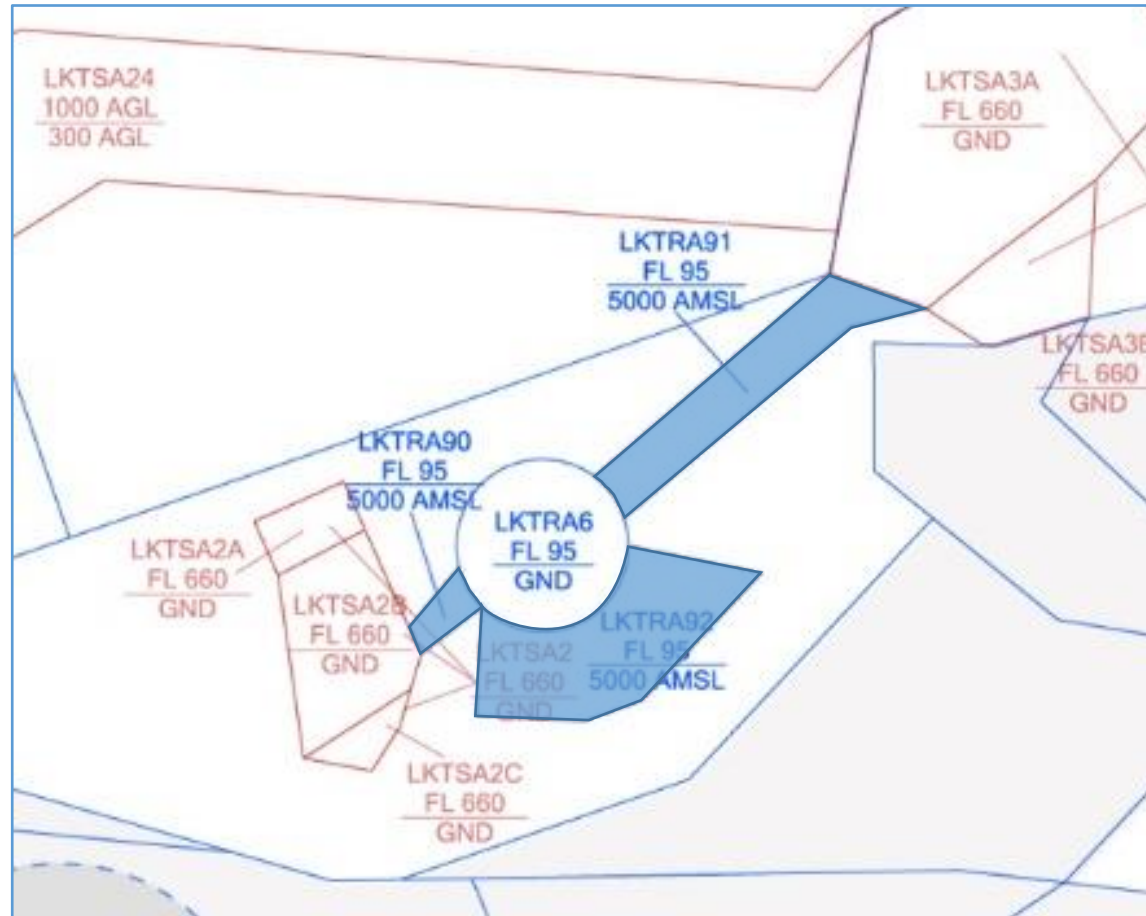 LKTSA24
1000 AGL
300 AGL
LKTSA3A
FL 660
GND
LKTRA91
FL 95
5000 AMSL
LKTSA3B
FL 660
GND
LKTRA90
FL 95
5000 AMSL
LKTRA6
FL 95
GND
LKTSA2A
FL 660
GND
LKTSA2B
FL 660
GND
LKTSA2
FL 660
GND
LKTRA92
FL 95
5000 AMSL
LKTSA2C
FL 660
GND